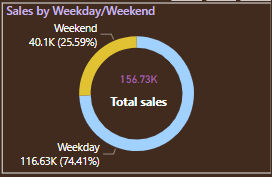 Sales by Weekday/Weekend
Weekend
40.1K (25.59%)
156.73K
Total sales
Weekday
116.63K (74.41%)